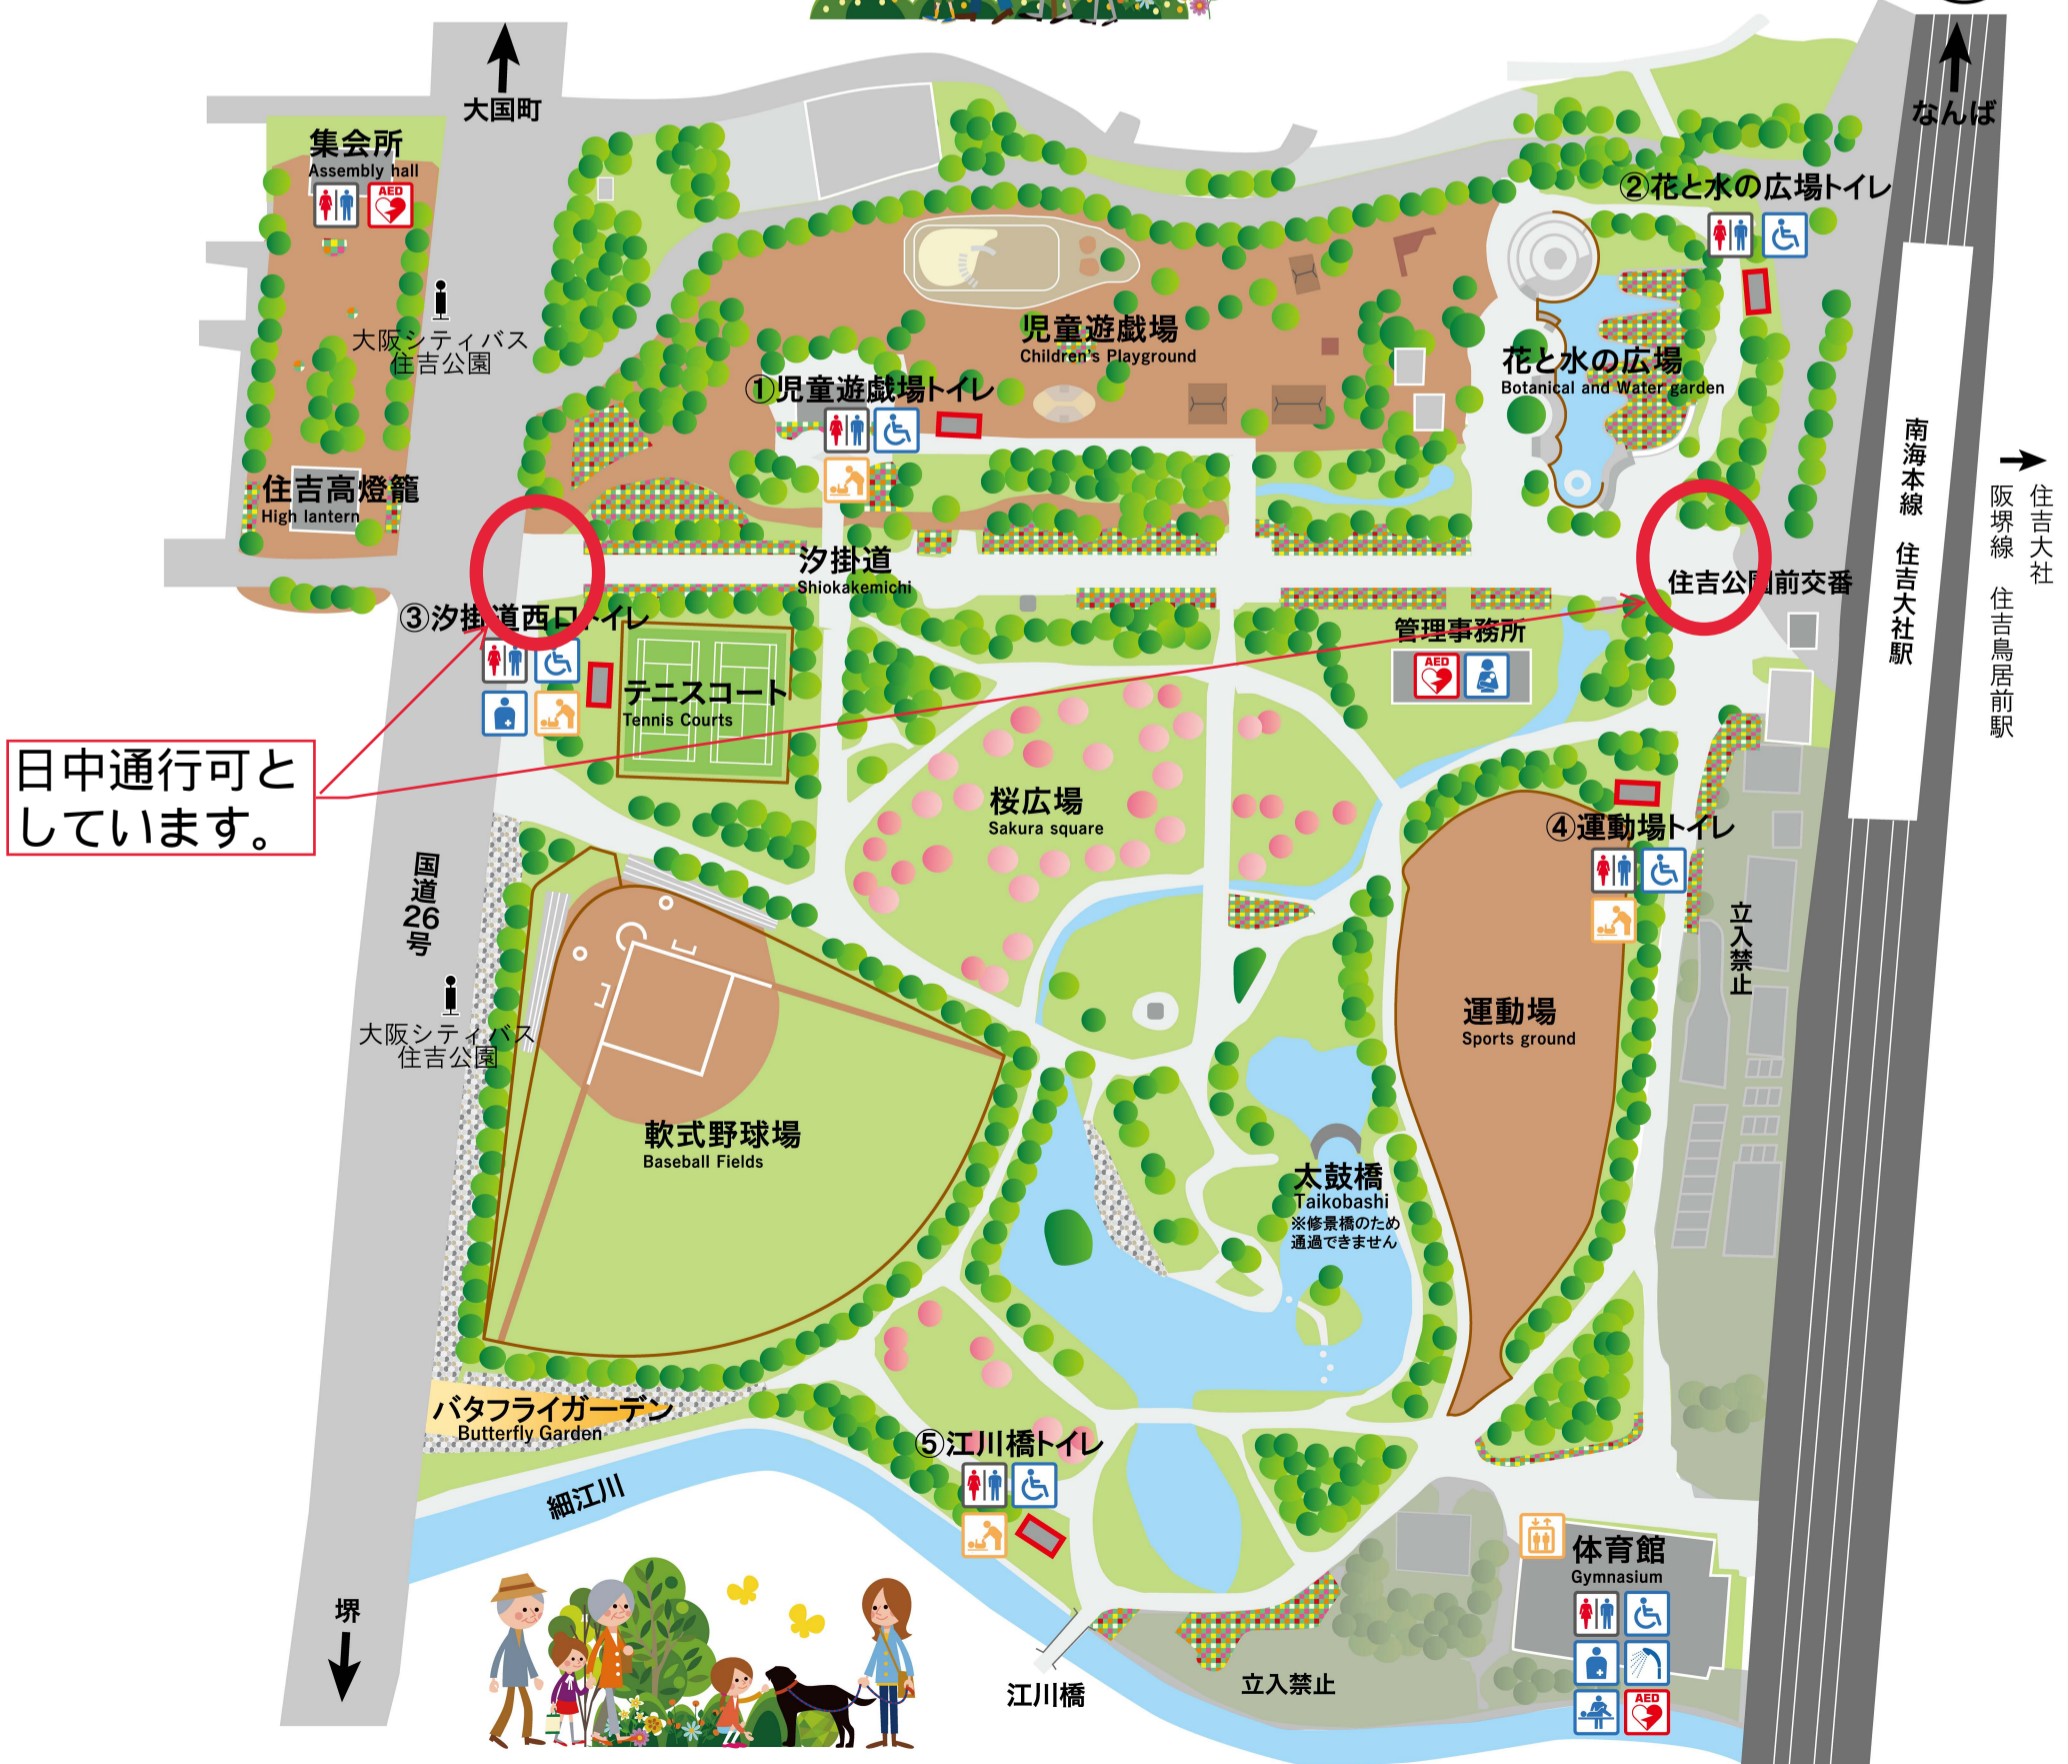 大国町
なんば
集会所
Assembly hall
AED
②花と水の広場トイレ
大阪シティバス
住吉公園
児童遊戯場
Children's Playground
花と水の広場
Botanical and Water garden
①児童遊戯場トイレ
住吉高燈籠
High lantern
南海本線 住吉大社駅
阪堺線 住吉鳥居前駅
住吉大社
汐掛道
Shiokakemichi
住吉公園前交番
③汐掛道西口トイレ
管理事務所
AED
テニスコート
Tennis Courts
日中通行可と
しています。
桜広場
Sakura square
④運動場トイレ
国道26号
立入禁止
大阪シティバス
住吉公園
運動場
Sports ground
軟式野球場
Baseball Fields
太鼓橋
Taikobashi
※修景橋のため
通過できません
バタフライガーデン
Butterfly Garden
⑤江川橋トイレ
細江川
体育館
Gymnasium
堺
江川橋
立入禁止
AED